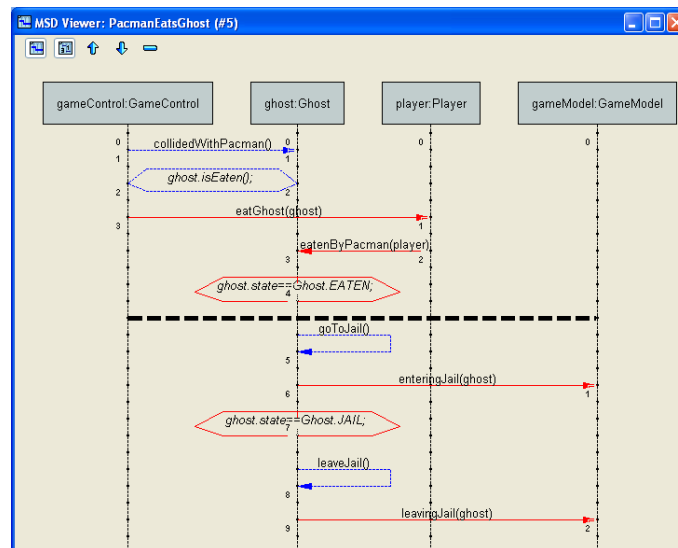 MSD Viewer: PacmanEatsGhost (#5)
gameControl:GameControl ghost:Ghost player:Player gameModel:GameModel
0 0 0 0
collidedWithPacman()
1 1
ghost.isEaten();
2 2
eatGhost(ghost)
3 1
eatenByPacman(player)
3 2
ghost.state==Ghost.EATEN;
4
goToJail()
5
enteringJail(ghost)
6 1
ghost.state==Ghost.JAIL;
7
leaveJail()
8
leavingJail(ghost)
9 2